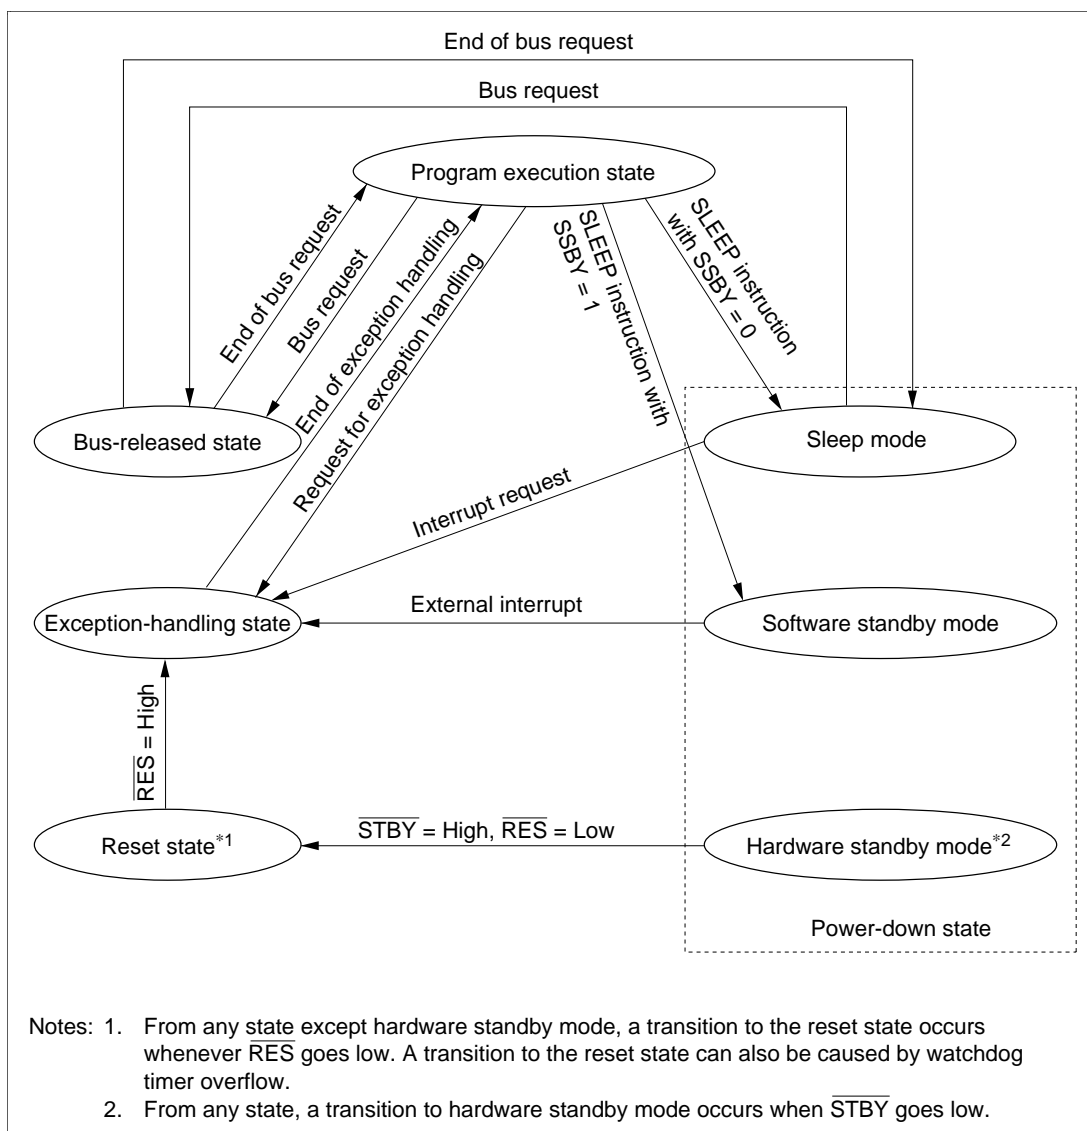 End of bus request
Bus request
Program execution state
End of bus request
Bus request
End of exception handling
Request for exception handling
SLEEP instruction with
SSBY = 1
SLEEP instruction
with SSBY = 0
Bus-released state
Sleep mode
Interrupt request
Exception-handling state
External interrupt
Software standby mode
R̅E̅S̅ = High
Reset state*1
S̅T̅B̅Y̅ = High, R̅E̅S̅ = Low
Hardware standby mode*2
Power-down state
Notes: 1. From any state except hardware standby mode, a transition to the reset state occurs
whenever R̅E̅S̅ goes low. A transition to the reset state can also be caused by watchdog
timer overflow.
2. From any state, a transition to hardware standby mode occurs when S̅T̅B̅Y̅ goes low.